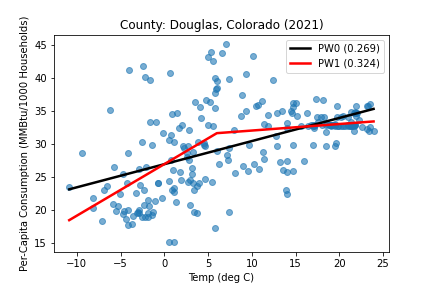 County: Douglas, Colorado (2021)
PW0 (0.269)
PW1 (0.324)
Per-Capita Consumption (MMBtu/1000 Households)
45
40
35
30
25
20
15
−10 −5 0 5 10 15 20 25
Temp (deg C)